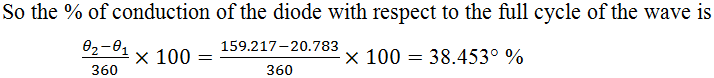 So the % of conduction of the diode with respect to the full cycle of the wave is
(θ₂−θ₁)/360 × 100 = (159.217−20.783)/360 × 100 = 38.453° %